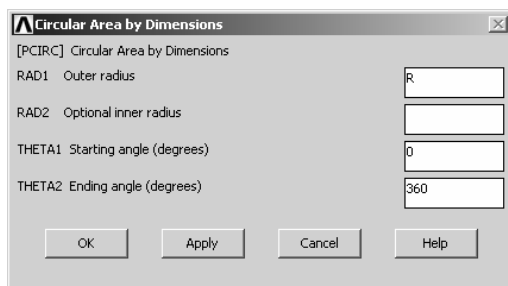 Circular Area by Dimensions
[PCIRC] Circular Area by Dimensions
RAD1 Outer radius R
RAD2 Optional inner radius
THETA1 Starting angle (degrees) 0
THETA2 Ending angle (degrees) 360
OK Apply Cancel Help